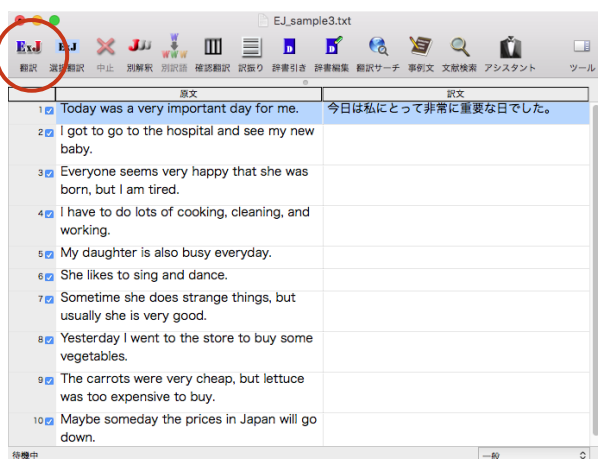 EJ_sample3.txt
ExJ ExJ
翻訳 選択翻訳 中止 別解釈 別訳語 確認翻訳 訳振り 辞書引き 辞書編集 翻訳サーチ 事例文 文献検索 アシスタント ツール
原文 訳文
1 Today was a very important day for me. 今日は私にとって非常に重要な日でした。
2 I got to go to the hospital and see my new
baby.
3 Everyone seems very happy that she was
born, but I am tired.
4 I have to do lots of cooking, cleaning, and
working.
5 My daughter is also busy everyday.
6 She likes to sing and dance.
7 Sometime she does strange things, but
usually she is very good.
8 Yesterday I went to the store to buy some
vegetables.
9 The carrots were very cheap, but lettuce
was too expensive to buy.
10 Maybe someday the prices in Japan will go
down.
待機中 一般